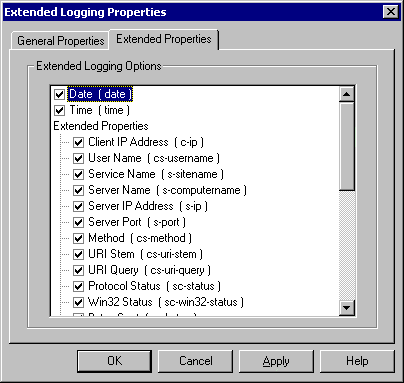 Extended Logging Properties
General Properties Extended Properties
Extended Logging Options
Date ( date )
Time ( time )
Extended Properties
Client IP Address ( c-ip )
User Name ( cs-username )
Service Name ( s-sitename )
Server Name ( s-computername )
Server IP Address ( s-ip )
Server Port ( s-port )
Method ( cs-method )
URI Stem ( cs-uri-stem )
URI Query ( cs-uri-query )
Protocol Status ( sc-status )
Win32 Status ( sc-win32-status )
OK Cancel Apply Help